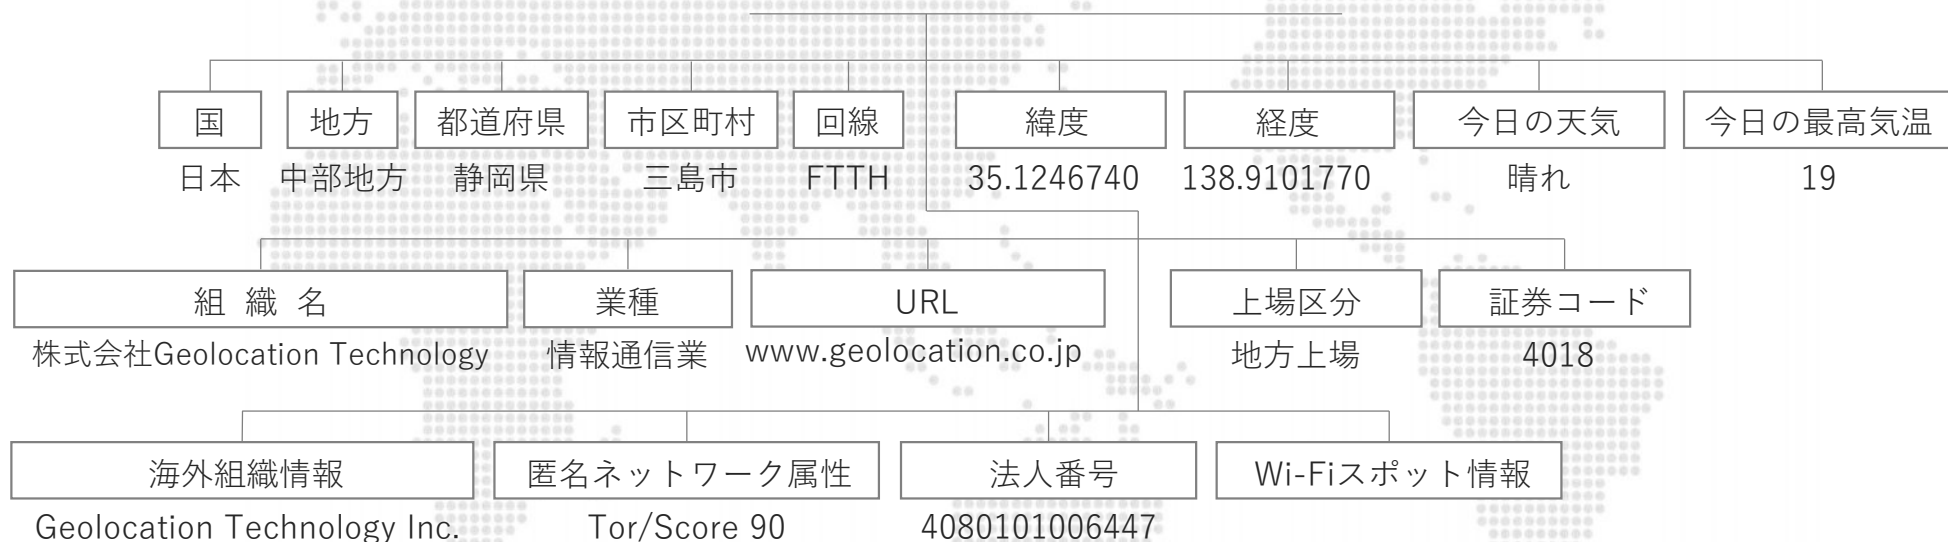 国 地方 都道府県 市区町村 回線 緯度 経度 今日の天気 今日の最高気温
日本 中部地方 静岡県 三島市 FTTH 35.1246740 138.9101770 晴れ 19
組 織 名 業種 URL 上場区分 証券コード
株式会社Geolocation Technology 情報通信業 www.geolocation.co.jp 地方上場 4018
海外組織情報 匿名ネットワーク属性 法人番号 Wi-Fiスポット情報
Geolocation Technology Inc. Tor/Score 90 4080101006447